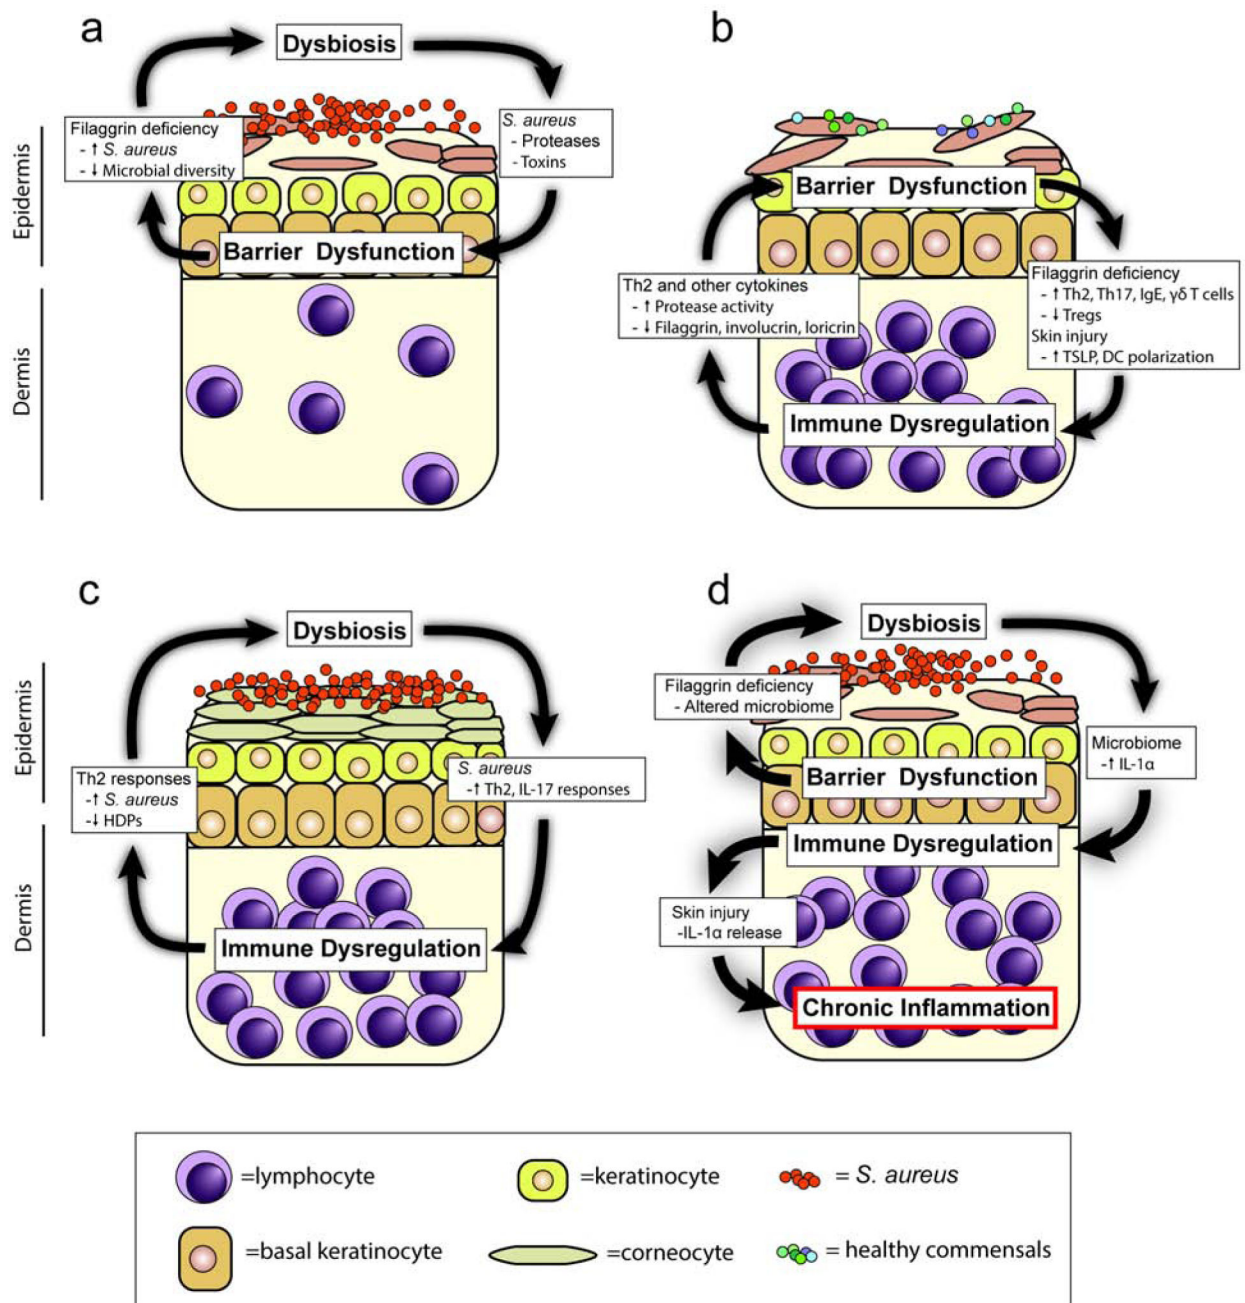 a
Dysbiosis
Filaggrin deficiency
- ↑ S. aureus
- ↓ Microbial diversity
S. aureus
- Proteases
- Toxins
Barrier Dysfunction
Epidermis
Dermis
b
Barrier Dysfunction
Th2 and other cytokines
- ↑ Protease activity
- ↓ Filaggrin, involucrin, loricrin
Filaggrin deficiency
- ↑ Th2, Th17, IgE, γδ T cells
- ↓ Tregs
Skin injury
- ↑ TSLP, DC polarization
Immune Dysregulation
c
Dysbiosis
Th2 responses
-↑ S. aureus
-↓ HDPs
S. aureus
-↑ Th2, IL-17 responses
Immune Dysregulation
Epidermis
Dermis
d
Dysbiosis
Filaggrin deficiency
- Altered microbiome
Microbiome
-↑ IL-1α
Barrier Dysfunction
Immune Dysregulation
Skin injury
-IL-1α release
Chronic Inflammation
=lymphocyte
=keratinocyte
= S. aureus
=basal keratinocyte
=corneocyte
= healthy commensals